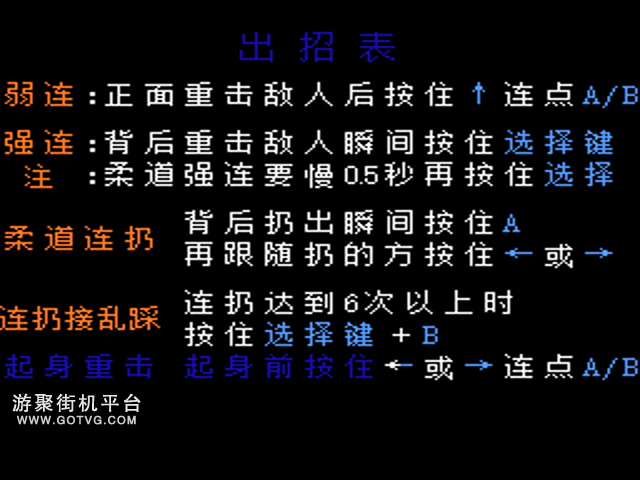 出招表
弱连:正面重击敌人后按住↑连点A/B
强连:背后重击敌人瞬间按住选择键
注:柔道强连要慢0.5秒再按住选择
柔道连扔 背后扔出瞬间按住A
再跟随扔的方按住←或→
连扔接乱踩 连扔达到6次以上时
按住选择键+B
起身重击 起身前按住←或→连点A/B
游聚街机平台
WWW.GOTVG.COM